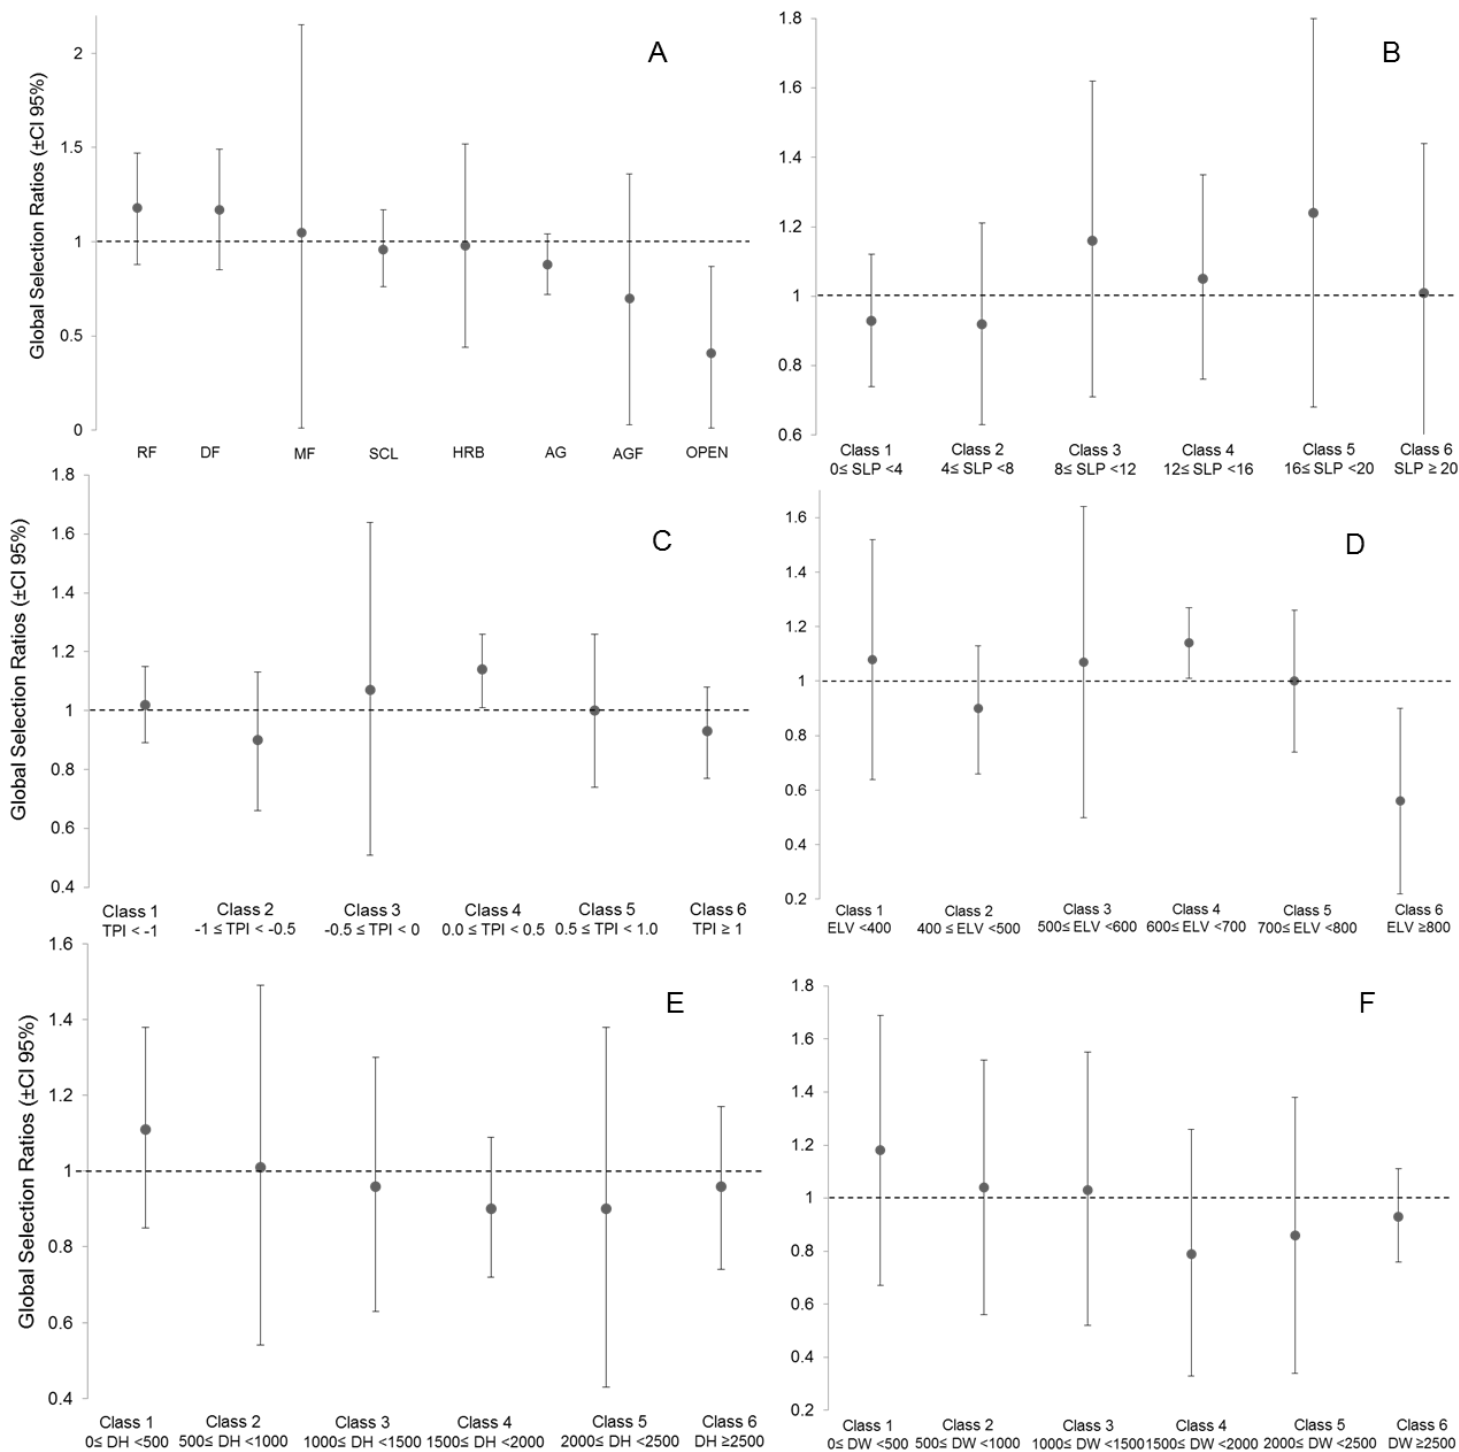 A
Global Selection Ratios (±CI 95%)
2
1.5
1
0.5
0
RF DF MF SCL HRB AG AGF OPEN
B
1.8
1.6
1.4
1.2
1
0.8
0.6
Class 1 Class 2 Class 3 Class 4 Class 5 Class 6
0≤ SLP <4 4≤ SLP <8 8≤ SLP <12 12≤ SLP <16 16≤ SLP <20 SLP ≥ 20
C
Global Selection Ratios (±CI 95%)
1.8
1.6
1.4
1.2
1
0.8
0.6
0.4
Class 1 Class 2 Class 3 Class 4 Class 5 Class 6
TPI < -1 -1 ≤ TPI < -0.5 -0.5 ≤ TPI < 0 0.0 ≤ TPI < 0.5 0.5 ≤ TPI < 1.0 TPI ≥ 1
D
1.6
1.4
1.2
1
0.8
0.6
0.4
0.2
Class 1 Class 2 Class 3 Class 4 Class 5 Class 6
ELV <400 400 ≤ ELV <500 500≤ ELV <600 600≤ ELV <700 700≤ ELV <800 ELV ≥800
E
Global Selection Ratios (±CI 95%)
1.6
1.4
1.2
1
0.8
0.6
0.4
Class 1 Class 2 Class 3 Class 4 Class 5 Class 6
0≤ DH <500 500≤ DH <1000 1000≤ DH <1500 1500≤ DH <2000 2000≤ DH <2500 DH ≥2500
F
1.8
1.6
1.4
1.2
1
0.8
0.6
0.4
0.2
Class 1 Class 2 Class 3 Class 4 Class 5 Class 6
0≤ DW <500 500≤ DW <1000 1000≤ DW <1500 1500≤ DW <2000 2000≤ DW <2500 DW ≥2500